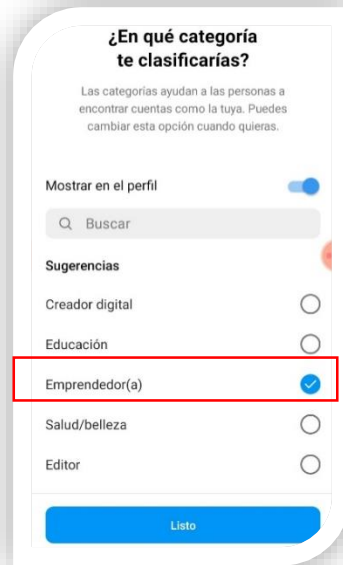 ¿En qué categoría
te clasificarías?
Las categorías ayudan a las personas a
encontrar cuentas como la tuya. Puedes
cambiar esta opción cuando quieras.
Mostrar en el perfil
Buscar
Sugerencias
Creador digital
Educación
Emprendedor(a)
Salud/belleza
Editor
Listo